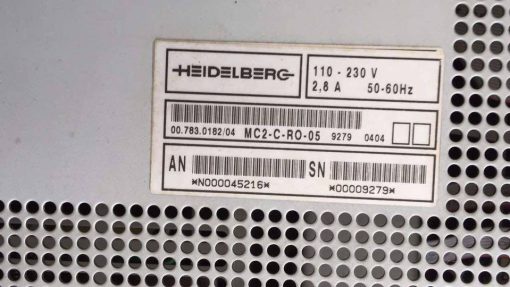 HEIDELBERG
110 - 230 V
2,8 A 50-60Hz
00.783.0182/04 MC2-C-RO-05 9279 0404
AN SN
*N000045216* *00009279*